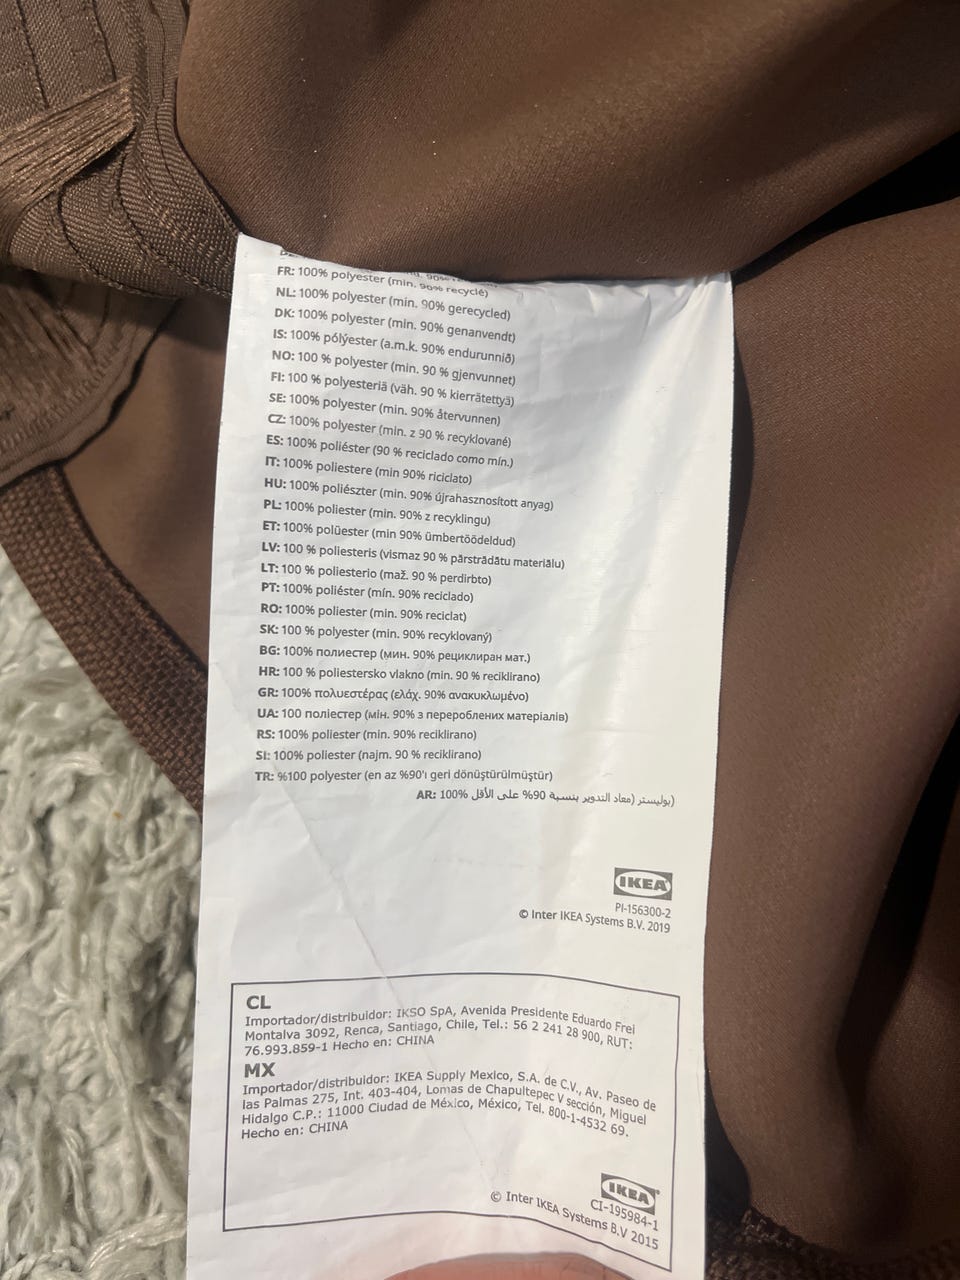 FR: 100% polyester (min. 90% recyclé)
NL: 100% polyester (min. 90% gerecycled)
DK: 100% polyester (min. 90% genanvendt)
IS: 100% pólýester (a.m.k. 90% endurunnið)
NO: 100 % polyester (min. 90 % gjenvunnet)
FI: 100 % polyesteriä (väh. 90 % kierrätettyä)
SE: 100% polyester (min. 90% återvunnen)
CZ: 100% polyester (min. z 90 % recyklované)
ES: 100% poliéster (90 % reciclado como mín.)
IT: 100% poliestere (min 90% riciclato)
HU: 100% poliészter (min. 90% újrahasznosított anyag)
PL: 100% poliester (min. 90% z recyklingu)
ET: 100% polüester (min 90% ümbertöödeldud)
LV: 100 % poliesteris (vismaz 90 % pārstrādātu materiālu)
LT: 100 % poliesterio (maž. 90 % perdirbto)
PT: 100% poliéster (mín. 90% reciclado)
RO: 100% poliester (min. 90% reciclat)
SK: 100 % polyester (min. 90% recyklovaný)
BG: 100% полиестер (мин. 90% рециклиран мат.)
HR: 100 % poliestersko vlakno (min. 90 % reciklirano)
GR: 100% πολυεστέρας (ελάχ. 90% ανακυκλωμένο)
UA: 100 поліестер (мін. 90% з перероблених матеріалів)
RS: 100% poliester (min. 90% reciklirano)
SI: 100% poliester (najm. 90 % reciklirano)
TR: %100 polyester (en az %90'ı geri dönüştürülmüştür)
AR: 100% بوليستر (معاد التدوير بنسبة 90% على الأقل)
IKEA
PI-156300-2
© Inter IKEA Systems B.V. 2019
CL
Importador/distribuidor: IKSO SpA, Avenida Presidente Eduardo Frei
Montalva 3092, Renca, Santiago, Chile, Tel.: 56 2 241 28 900, RUT:
76.993.859-1 Hecho en: CHINA
MX
Importador/distribuidor: IKEA Supply Mexico, S.A. de C.V., Av. Paseo de
las Palmas 275, Int. 403-404, Lomas de Chapultepec V sección, Miguel
Hidalgo C.P.: 11000 Ciudad de México, México, Tel. 800-1-4532 69.
Hecho en: CHINA
IKEA
CI-195984-1
© Inter IKEA Systems B.V 2015